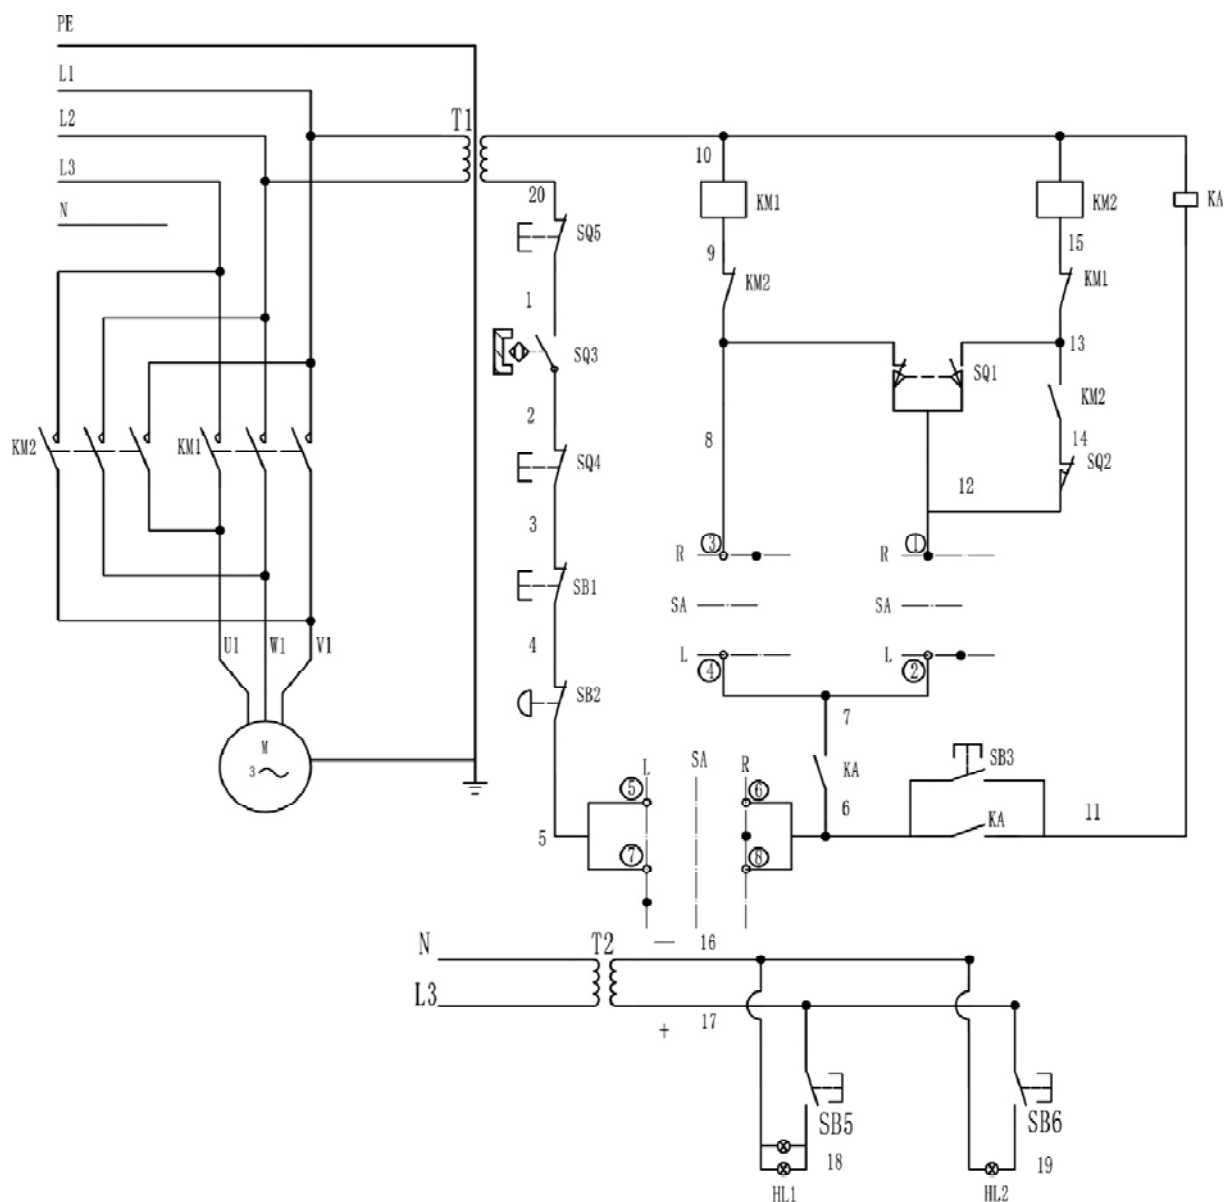 PE
L1
L2
L3
N
T1
10
KM1
KM2
KA
20
SQ5
9
KM2
15
KM1
1
SQ3
SQ1
13
KM2
2
SQ4
8
14
SQ2
12
KM2
KM1
3
R
3
R
1
SB1
SA
SA
4
L
4
L
2
SB2
U1
W1
V1
7
M
3
L
SA
R
KA
SB3
5
6
6
KA
11
5
7
8
N
T2
—
16
L3
+
17
SB5
SB6
18
19
HL1
HL2